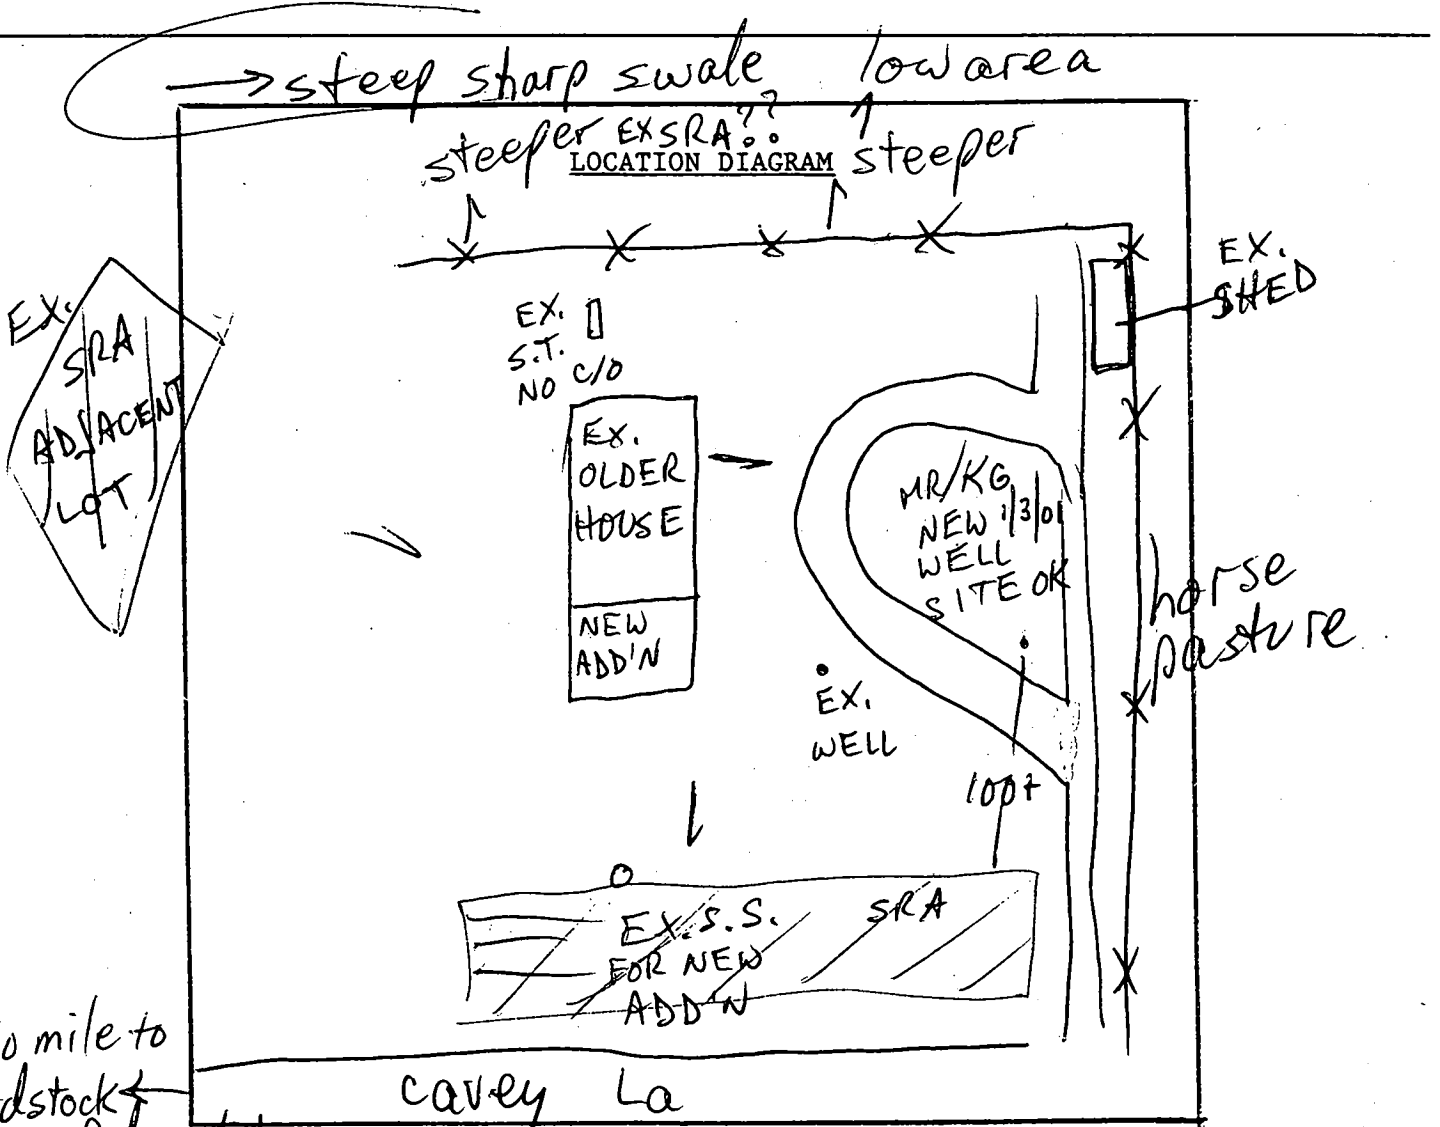 → steep sharp swale low area
steeper EX SRA?? steeper
LOCATION DIAGRAM
EX.
SHED
EX.
SRA
ADJACENT
LOT
EX.
S.T.
NO C/O
EX.
OLDER
HOUSE
NEW
ADD'N
MR/KG
NEW 1/3/01
WELL
SITE OK
horse
pasture
EX.
WELL
100+
EX. S.S. SRA
FOR NEW
ADD'N
mile to
Cavey La